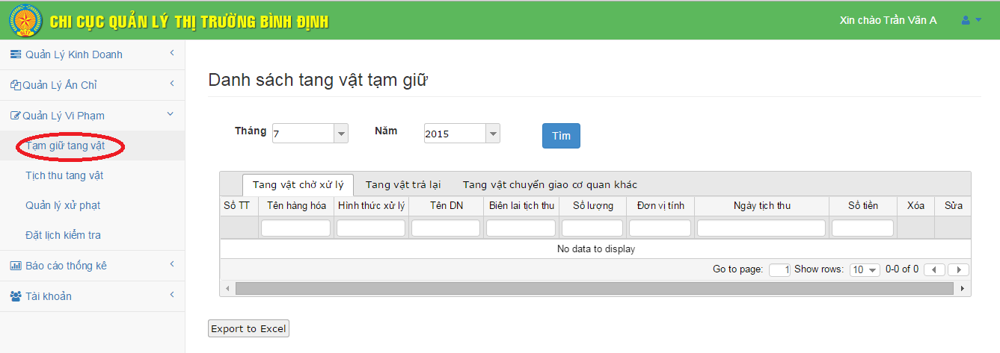 CHI CỤC QUẢN LÝ THỊ TRƯỜNG BÌNH ĐỊNH
Xin chào Trần Văn A
Quản Lý Kinh Doanh
Quản Lý Ấn Chỉ
Quản Lý Vi Phạm
Tạm giữ tang vật
Tịch thu tang vật
Quản lý xử phạt
Đặt lịch kiểm tra
Báo cáo thống kê
Tài khoản
Danh sách tang vật tạm giữ
Tháng 7 Năm 2015 Tìm
Tang vật chờ xử lý Tang vật trả lại Tang vật chuyển giao cơ quan khác
Số TT Tên hàng hóa Hình thức xử lý Tên DN Biên lai tịch thu Số lượng Đơn vị tính Ngày tịch thu Số tiền Xóa Sửa
No data to display
Go to page: 1 Show rows: 10 0-0 of 0
Export to Excel